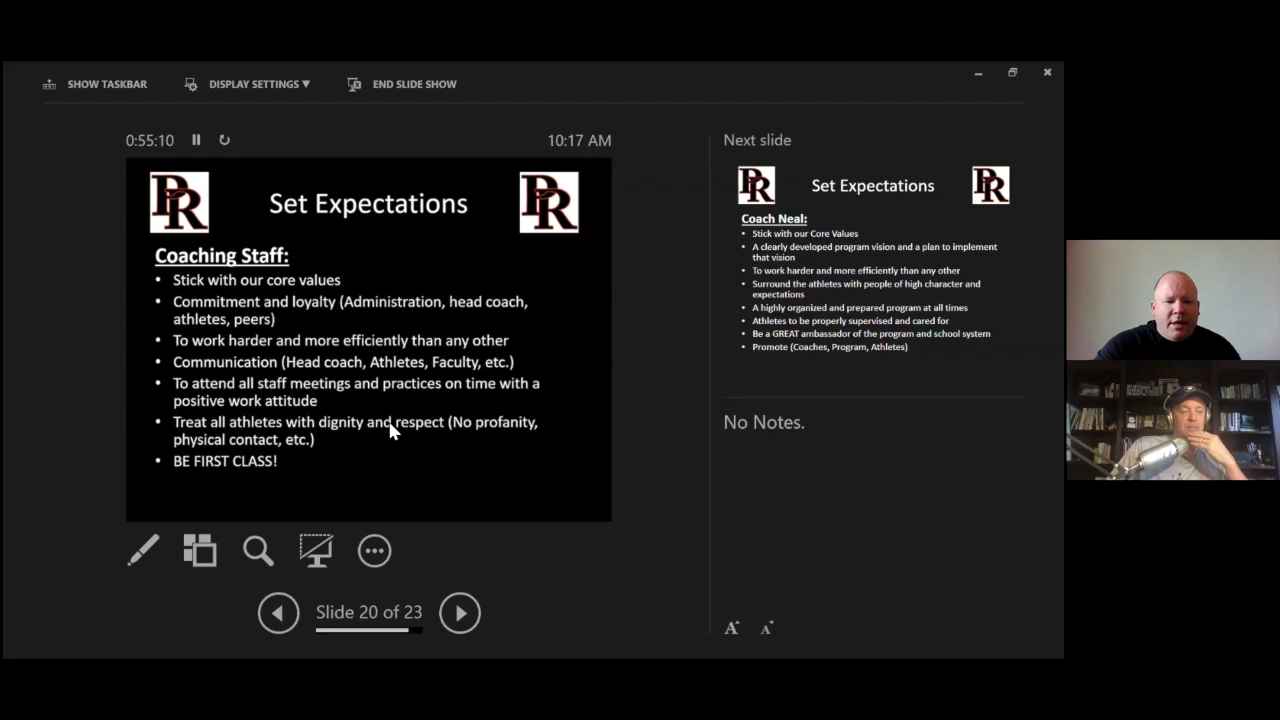 SHOW TASKBAR
DISPLAY SETTINGS ▼
END SLIDE SHOW
0:55:10
10:17 AM
PR
Set Expectations
PR
Coaching Staff:
• Stick with our core values
• Commitment and loyalty (Administration, head coach,
athletes, peers)
• To work harder and more efficiently than any other
• Communication (Head coach, Athletes, Faculty, etc.)
• To attend all staff meetings and practices on time with a
positive work attitude
• Treat all athletes with dignity and respect (No profanity,
physical contact, etc.)
• BE FIRST CLASS!
Slide 20 of 23
Next slide
PR
Set Expectations
PR
Coach Neal:
• Stick with our Core Values
• A clearly developed program vision and a plan to implement
that vision
• To work harder and more efficiently than any other
• Surround the athletes with people of high character and
expectations
• A highly organized and prepared program at all times
• Athletes to be properly supervised and cared for
• Be a GREAT ambassador of the program and school system
• Promote (Coaches, Program, Athletes)
No Notes.
A A